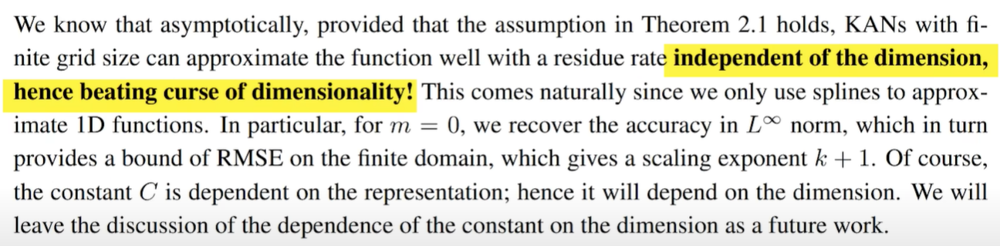 We know that asymptotically, provided that the assumption in Theorem 2.1 holds, KANs with fi-
nite grid size can approximate the function well with a residue rate independent of the dimension,
hence beating curse of dimensionality! This comes naturally since we only use splines to approx-
imate 1D functions. In particular, for m = 0, we recover the accuracy in L∞ norm, which in turn
provides a bound of RMSE on the finite domain, which gives a scaling exponent k + 1. Of course,
the constant C is dependent on the representation; hence it will depend on the dimension. We will
leave the discussion of the dependence of the constant on the dimension as a future work.